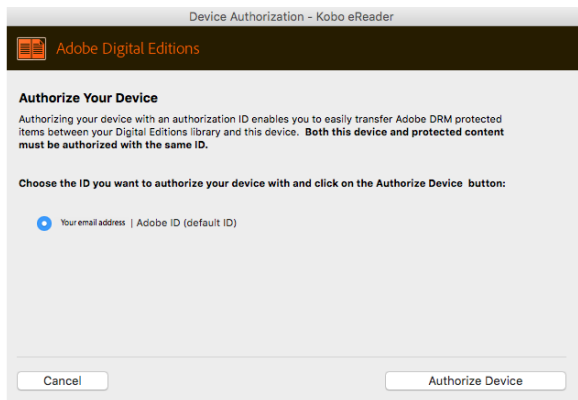 Device Authorization - Kobo eReader
Adobe Digital Editions
Authorize Your Device
Authorizing your device with an authorization ID enables you to easily transfer Adobe DRM protected
items between your Digital Editions library and this device. Both this device and protected content
must be authorized with the same ID.
Choose the ID you want to authorize your device with and click on the Authorize Device button:
Your email address | Adobe ID (default ID)
Cancel
Authorize Device